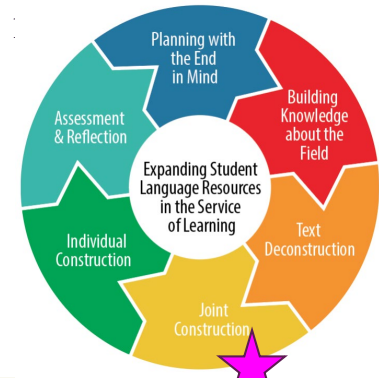 Planning with
the End
in Mind
Building
Knowledge
about the
Field
Text
Deconstruction
Joint
Construction
Individual
Construction
Assessment
& Reflection
Expanding Student
Language Resources
in the Service
of Learning